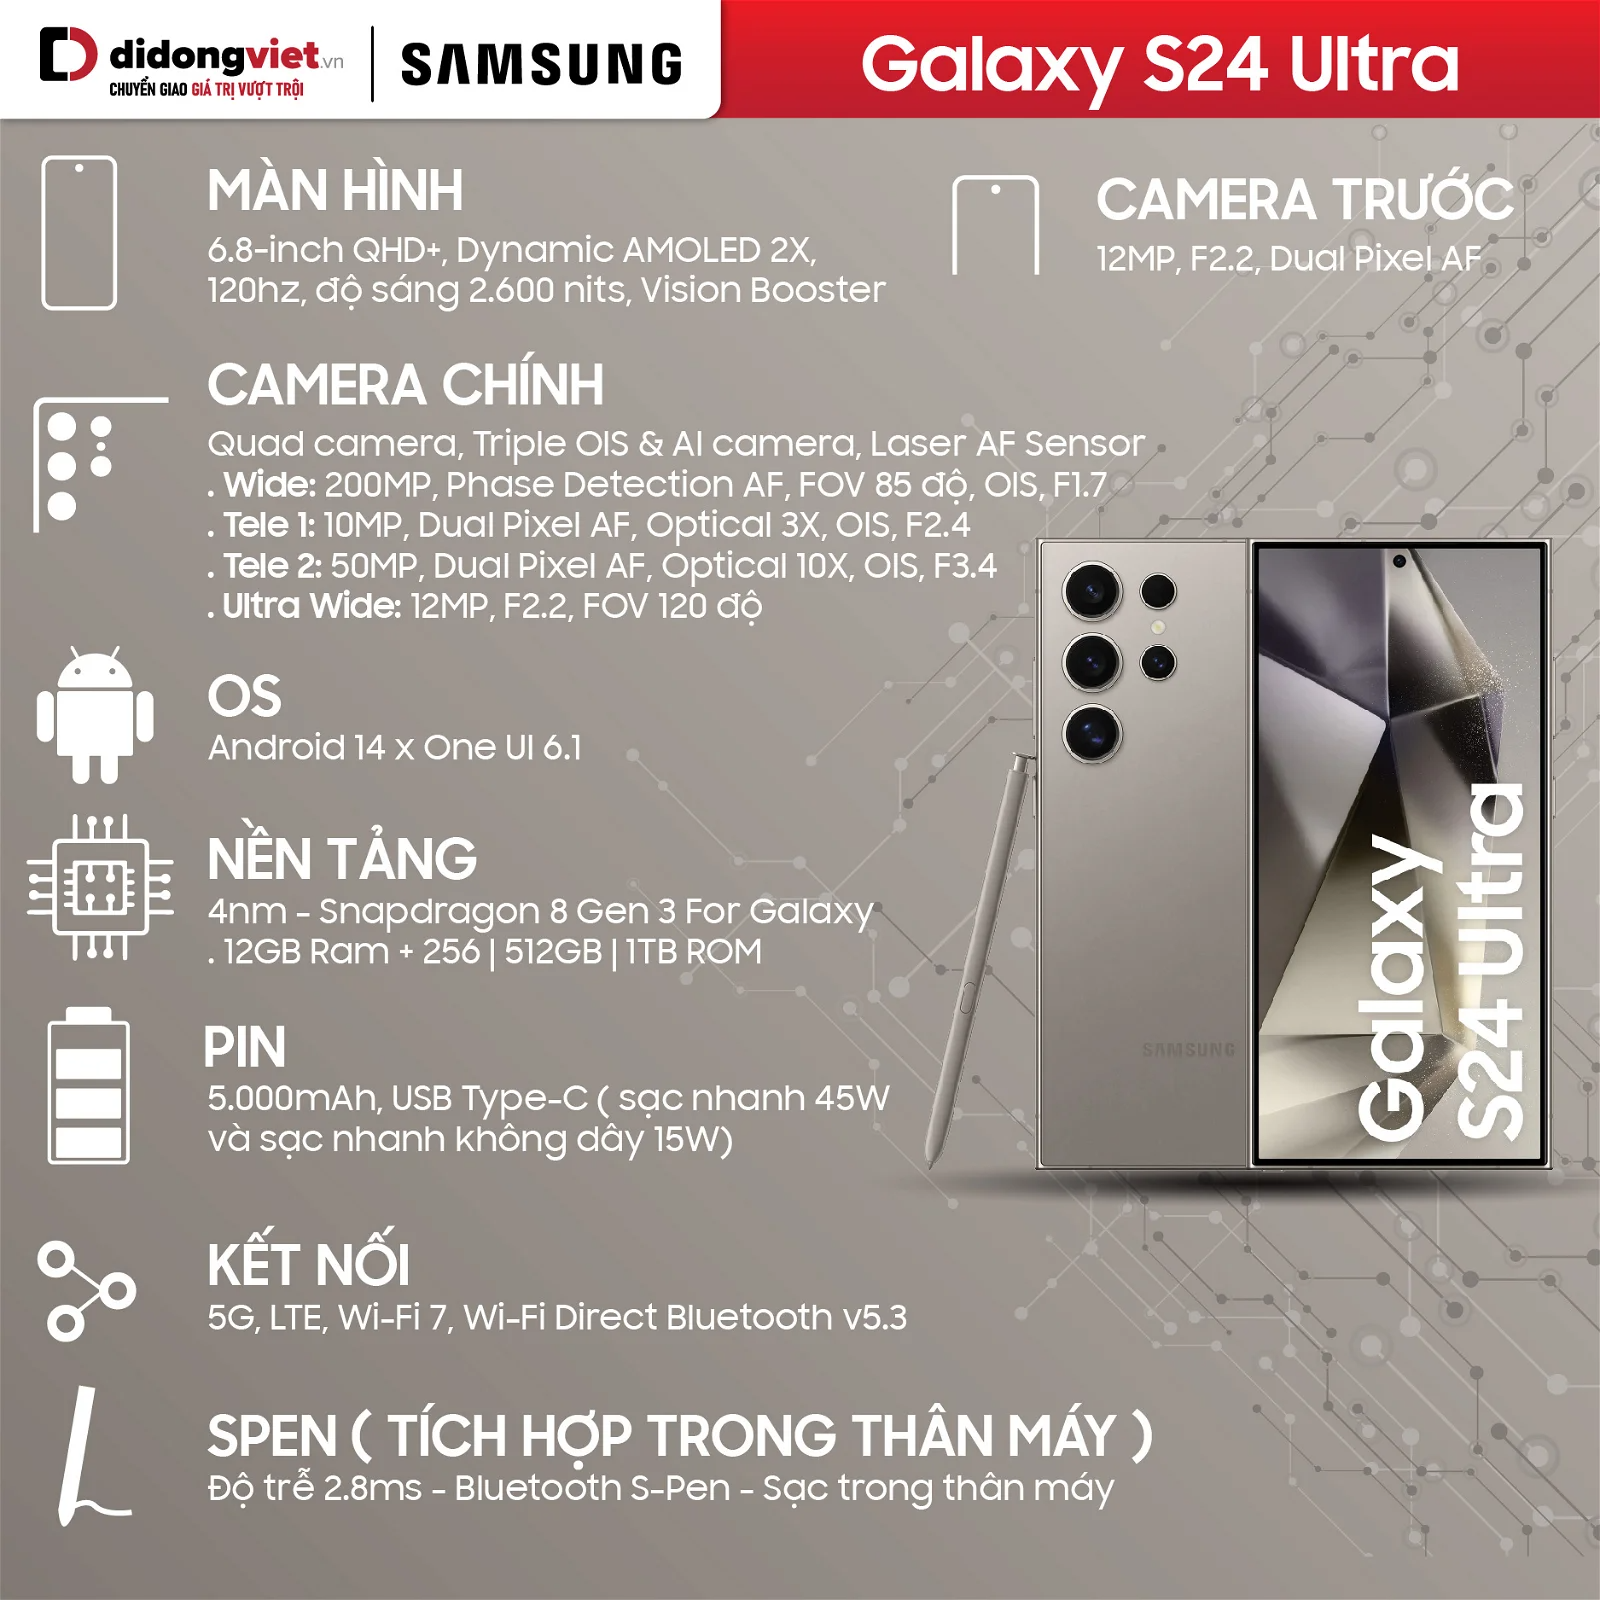 didongviet.vn
CHUYỂN GIAO GIÁ TRỊ VƯỢT TRỘI
SAMSUNG
Galaxy S24 Ultra
MÀN HÌNH
6.8-inch QHD+, Dynamic AMOLED 2X,
120hz, độ sáng 2.600 nits, Vision Booster
CAMERA TRƯỚC
12MP, F2.2, Dual Pixel AF
CAMERA CHÍNH
Quad camera, Triple OIS & AI camera, Laser AF Sensor
. Wide: 200MP, Phase Detection AF, FOV 85 độ, OIS, F1.7
. Tele 1: 10MP, Dual Pixel AF, Optical 3X, OIS, F2.4
. Tele 2: 50MP, Dual Pixel AF, Optical 10X, OIS, F3.4
. Ultra Wide: 12MP, F2.2, FOV 120 độ
OS
Android 14 x One UI 6.1
NỀN TẢNG
4nm - Snapdragon 8 Gen 3 For Galaxy
. 12GB Ram + 256 | 512GB | 1TB ROM
PIN
5.000mAh, USB Type-C ( sạc nhanh 45W
và sạc nhanh không dây 15W)
SAMSUNG
Galaxy
S24 Ultra
KẾT NỐI
5G, LTE, Wi-Fi 7, Wi-Fi Direct Bluetooth v5.3
SPEN ( TÍCH HỢP TRONG THÂN MÁY )
Độ trễ 2.8ms - Bluetooth S-Pen - Sạc trong thân máy